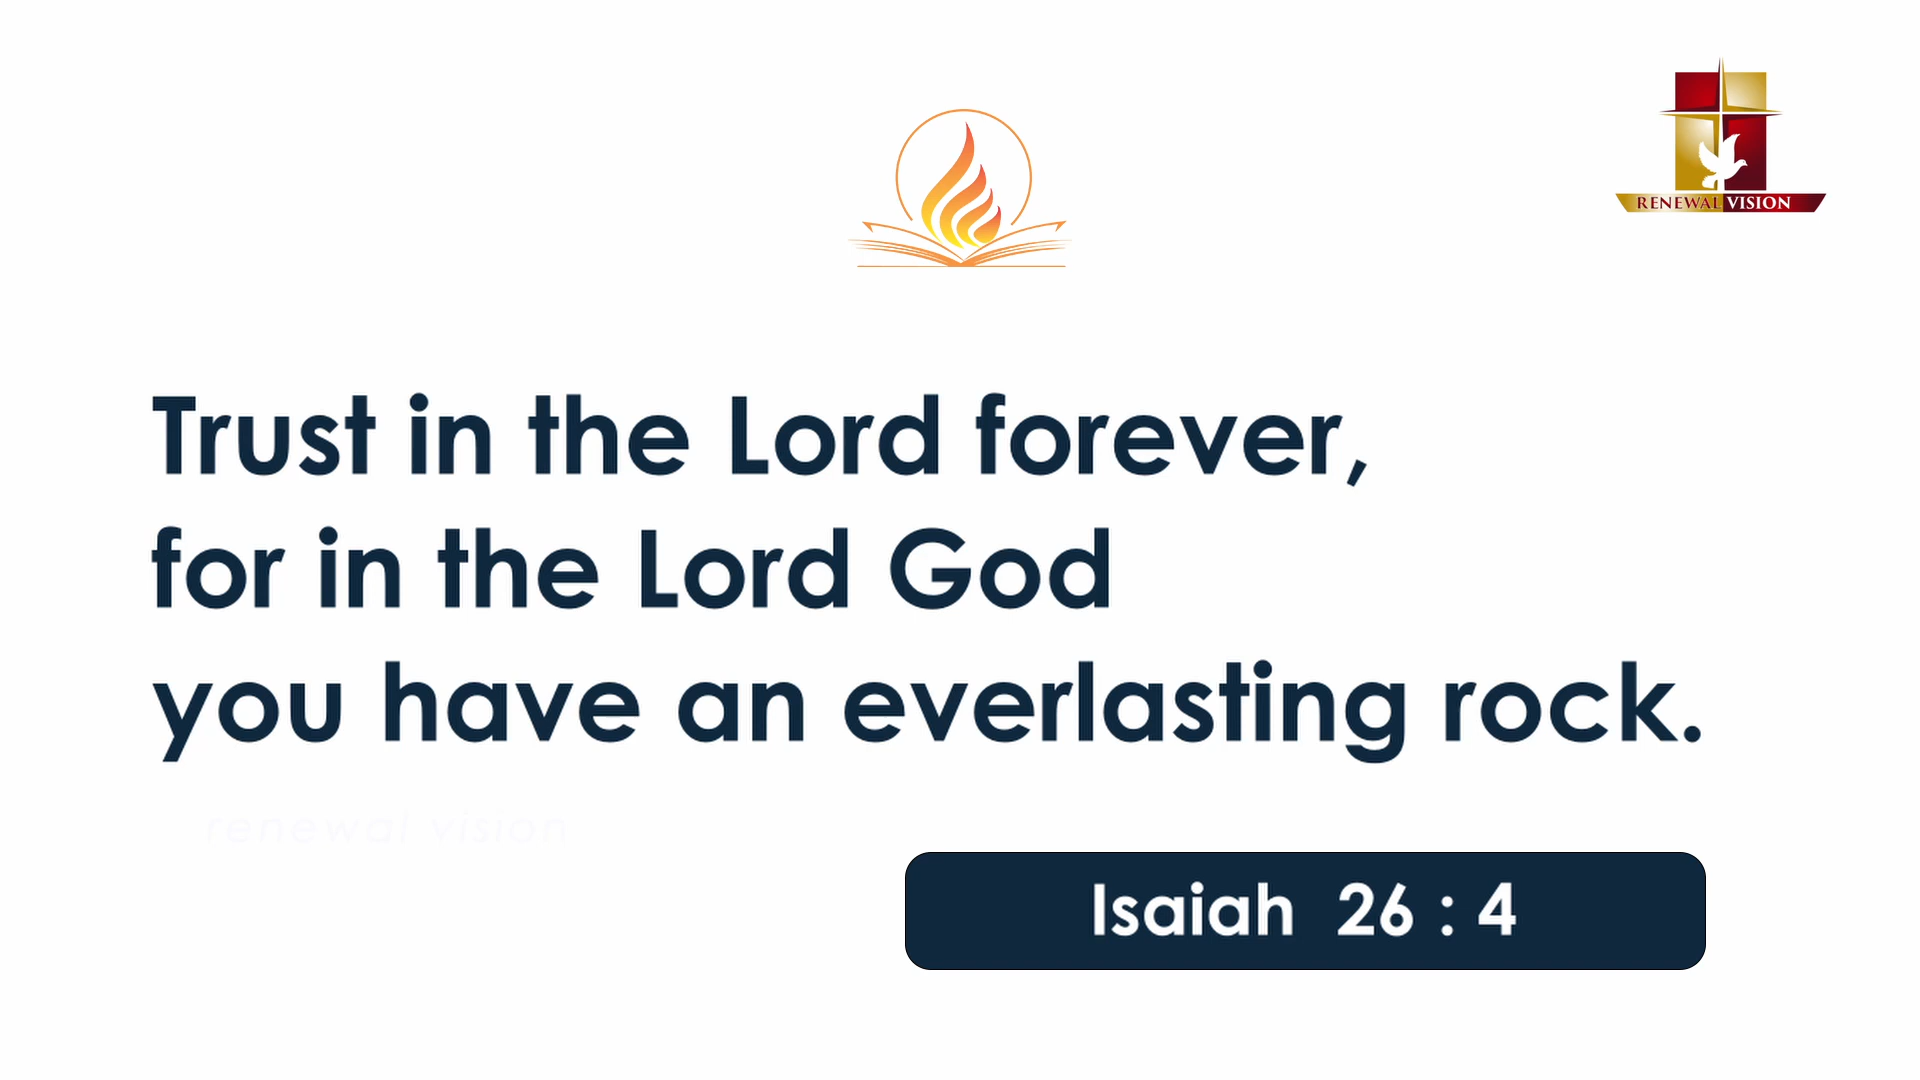 RENEWAL VISION
Trust in the Lord forever,
for in the Lord God
you have an everlasting rock.
renewal vision
Isaiah 26 : 4